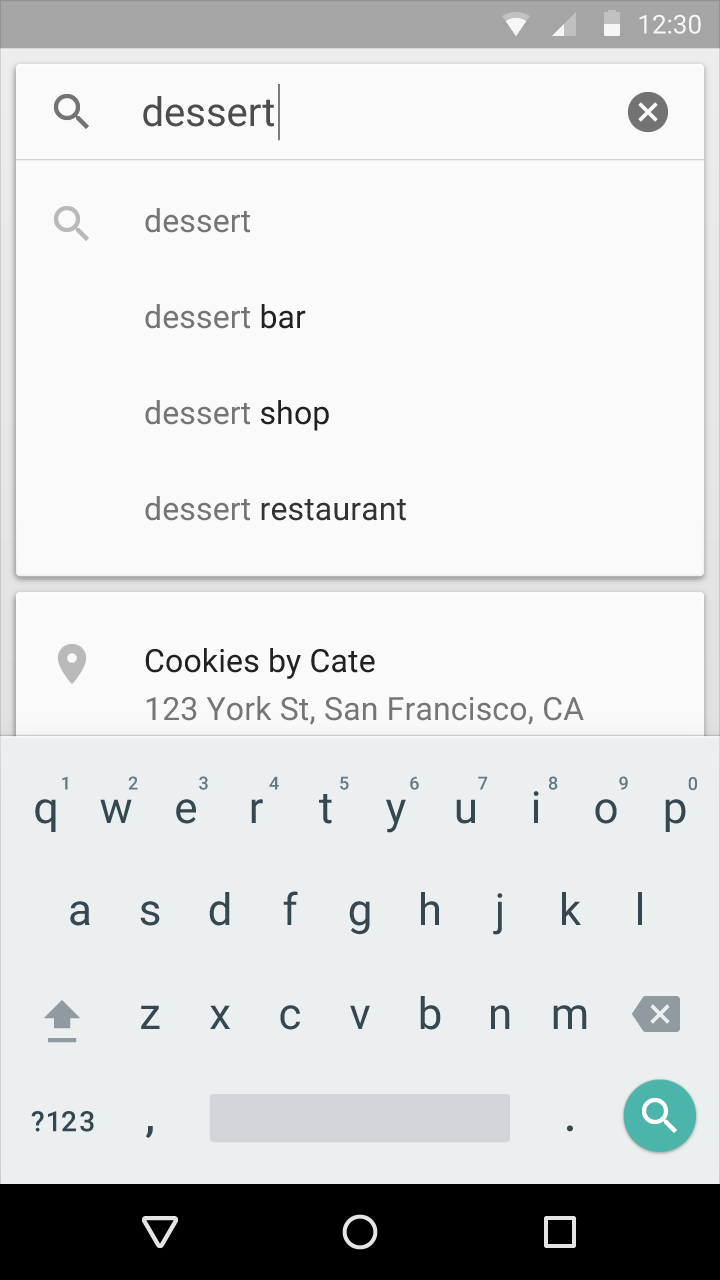 12:30
dessert
dessert
dessert bar
dessert shop
dessert restaurant
Cookies by Cate
123 York St, San Francisco, CA
1 2 3 4 5 6 7 8 9 0
q w e r t y u i o p
a s d f g h j k l
z x c v b n m
?123 , .